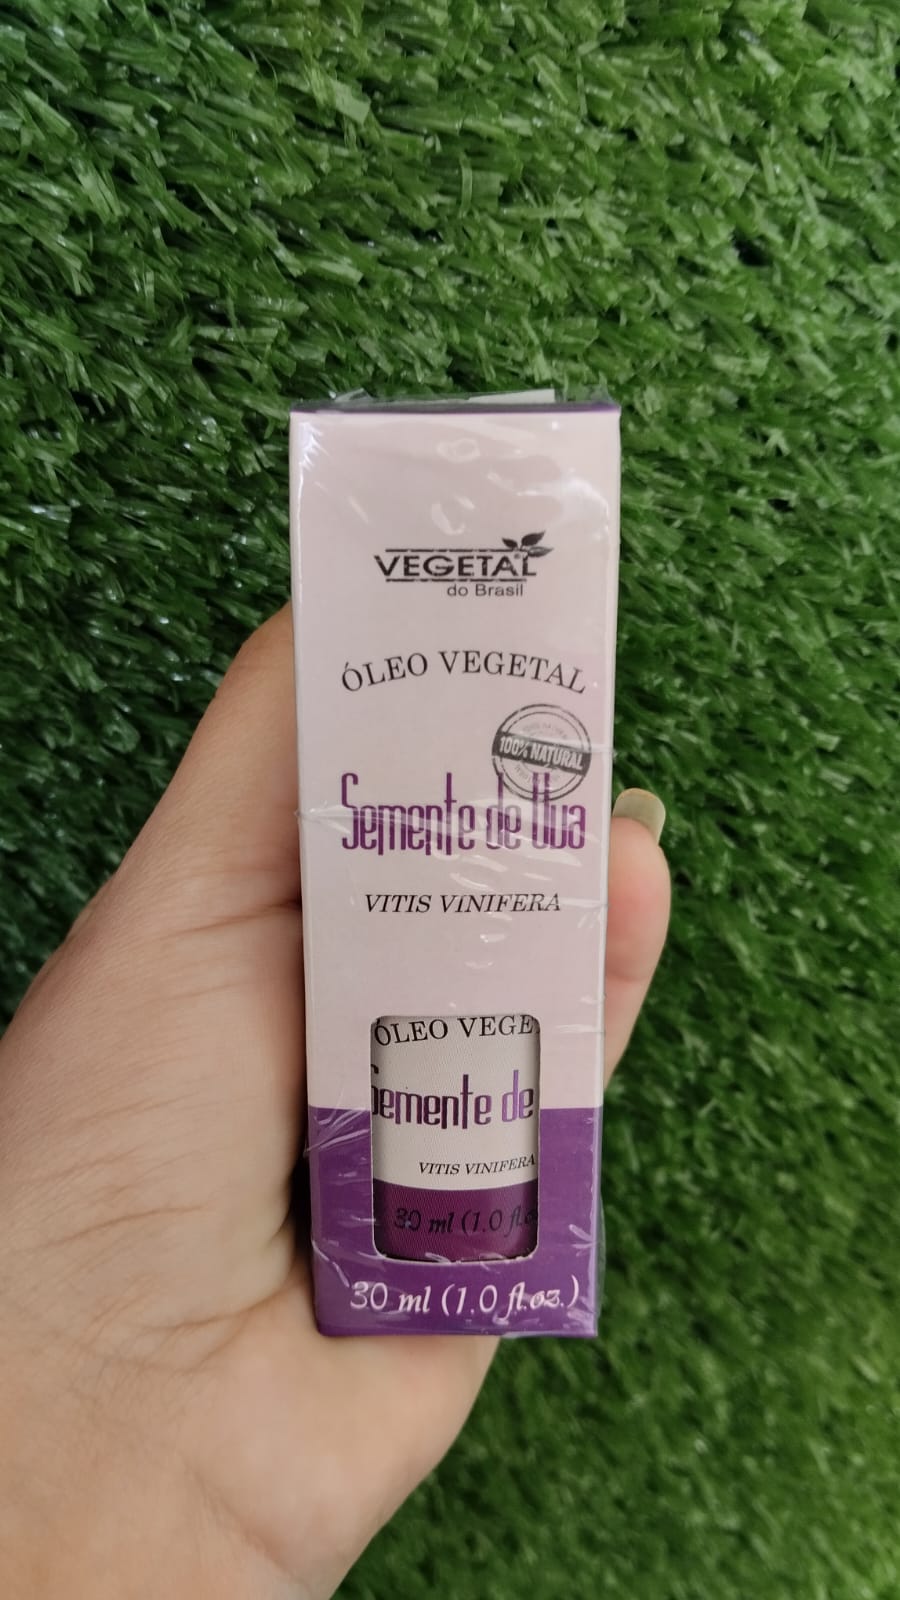 VEGETAL
do Brasil
ÓLEO VEGETAL
100% NATURAL
Semente de Uva
VITIS VINIFERA
ÓLEO VEGE
Semente de
VITIS VINIFERA
30 ml (1.0 fl.o
30 ml (1.0 fl.oz.)